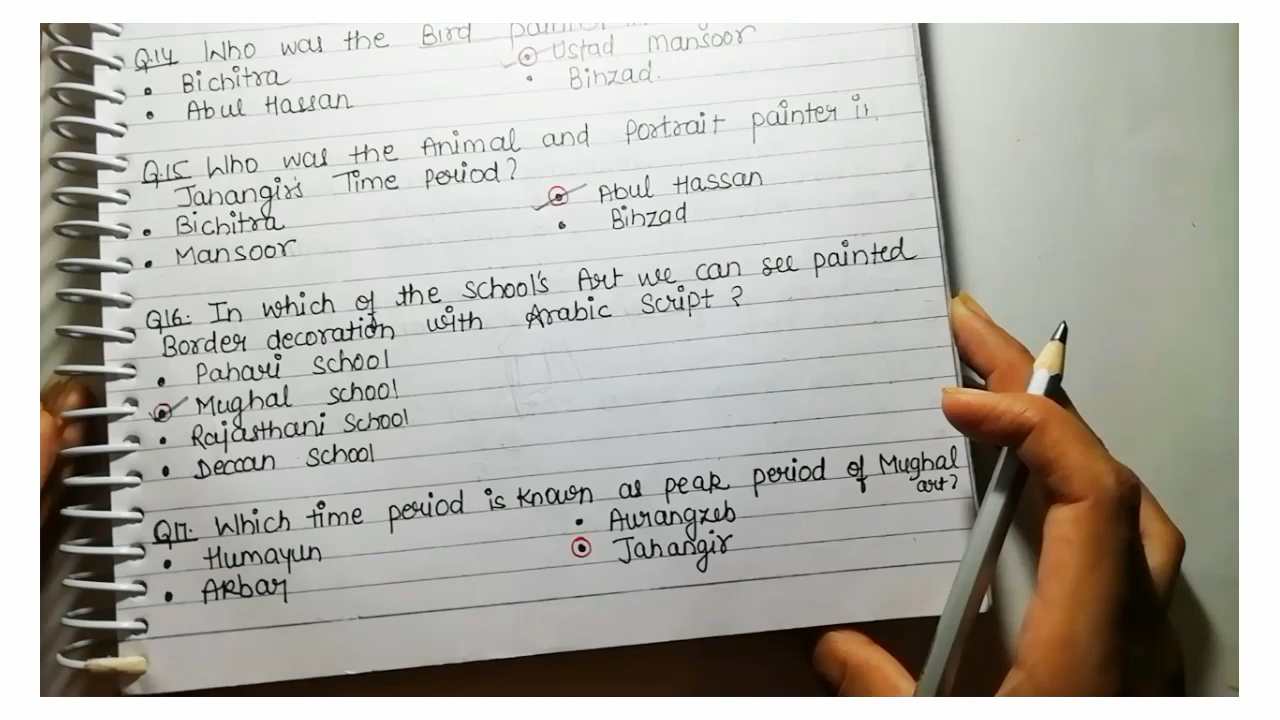 Q.14 Who was the Bird painter
• Bichitra
• Ustad Mansoor
• Abul Hassan
• Bihzad.
Q.15 Who was the Animal and Portrait painter in
Jahangir's Time Period?
• Bichitra
• Abul Hassan
• Mansoor
• Bihzad
Q16. In which of the school's Art we can see painted
Border decoration with Arabic Script?
• Pahari school
• Mughal school
• Rajasthani School
• Deccan school
Q17. Which time period is known as peak period of Mughal
art?
• Humayun
• Aurangzeb
• Akbar
• Jahangir